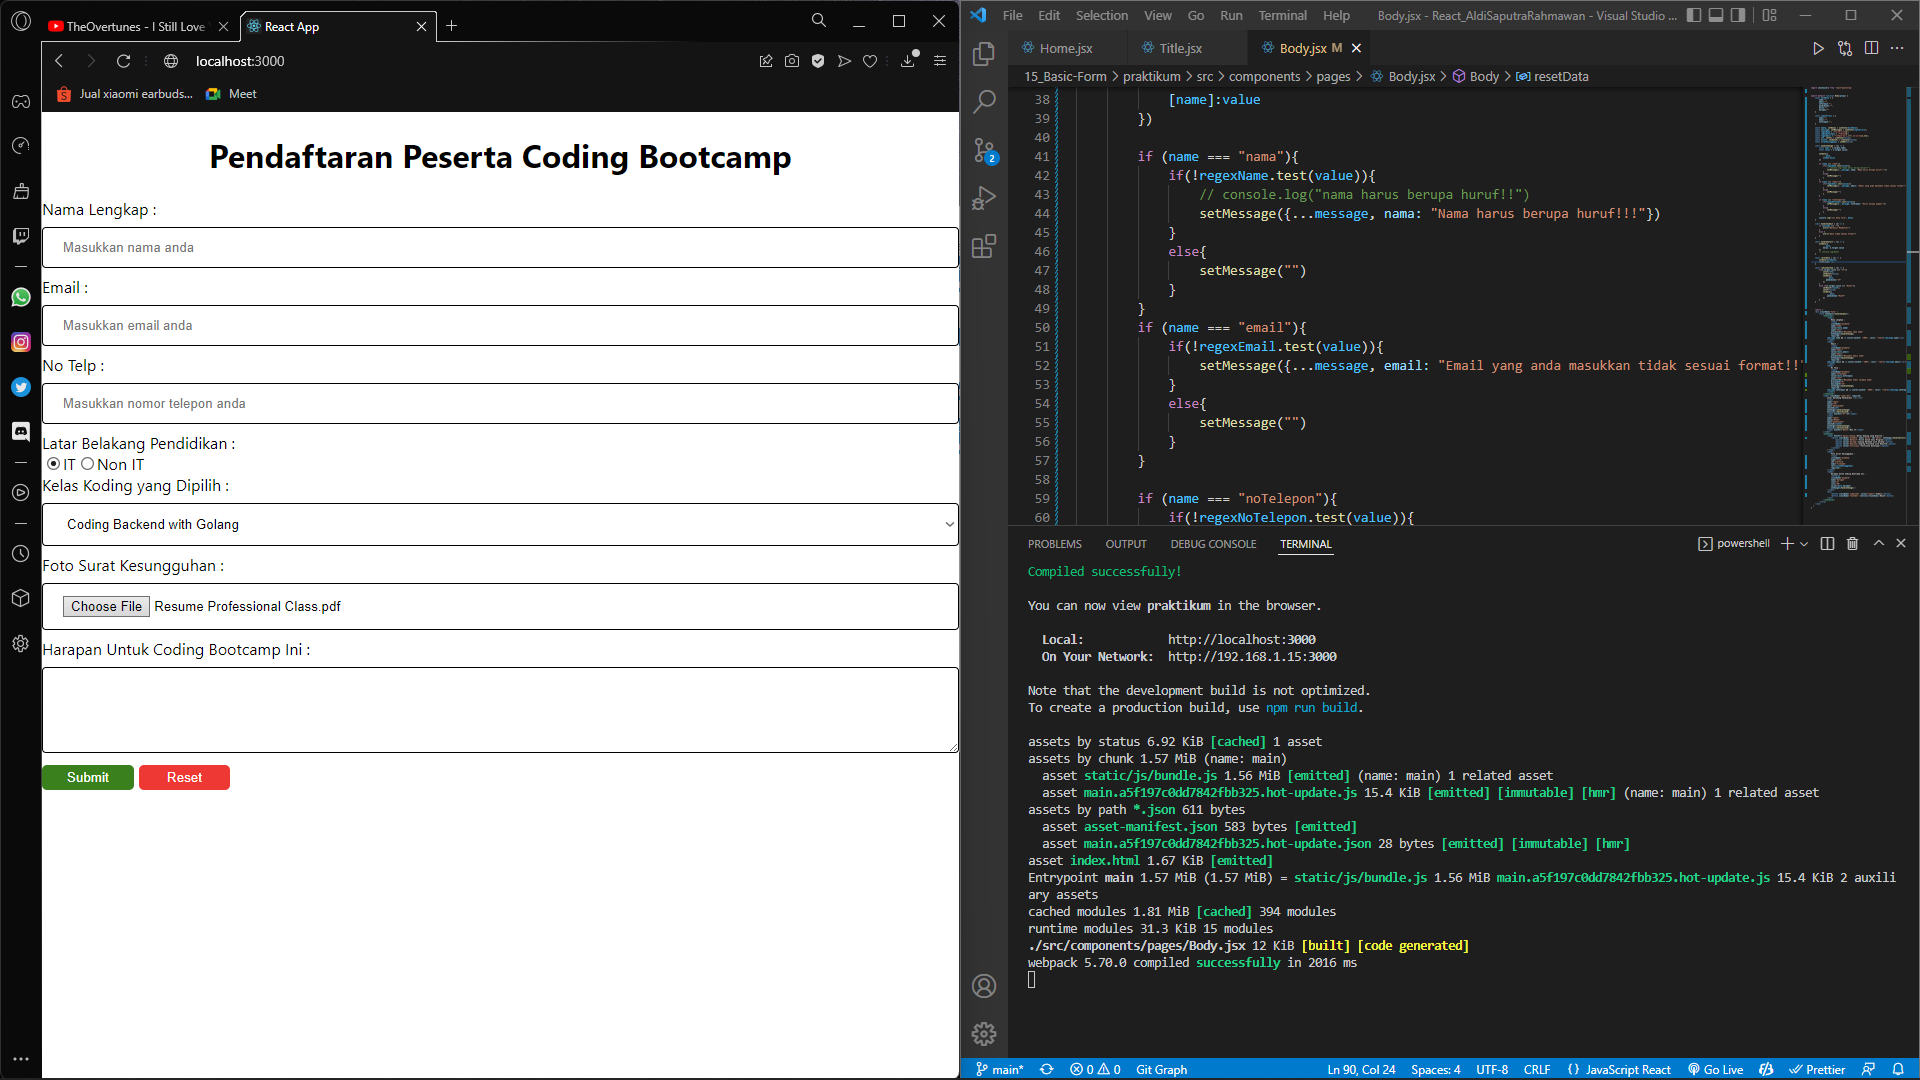 TheOvertunes - I Still Love
React App
localhost:3000
Jual xiaomi earbuds...
Meet
Pendaftaran Peserta Coding Bootcamp
Nama Lengkap :
Masukkan nama anda
Email :
Masukkan email anda
No Telp :
Masukkan nomor telepon anda
Latar Belakang Pendidikan :
IT Non IT
Kelas Koding yang Dipilih :
Coding Backend with Golang
Foto Surat Kesungguhan :
Choose File Resume Professional Class.pdf
Harapan Untuk Coding Bootcamp Ini :
Submit Reset
File Edit Selection View Go Run Terminal Help Body.jsx - React_AldiSaputraRahmawan - Visual Studio ...
Home.jsx Title.jsx Body.jsx M
15_Basic-Form > praktikum > src > components > pages > Body.jsx > Body > resetData
2
38 [name]:value
39 })
40
41 if (name === "nama"){
42 if(!regexName.test(value)){
43 // console.log("nama harus berupa huruf!!")
44 setMessage({...message, nama: "Nama harus berupa huruf!!!"})
45 }
46 else{
47 setMessage("")
48 }
49 }
50 if (name === "email"){
51 if(!regexEmail.test(value)){
52 setMessage({...message, email: "Email yang anda masukkan tidak sesuai format!!"
53 }
54 else{
55 setMessage("")
56 }
57 }
58
59 if (name === "noTelepon"){
60 if(!regexNoTelepon.test(value)){
PROBLEMS OUTPUT DEBUG CONSOLE TERMINAL powershell
Compiled successfully!
You can now view praktikum in the browser.
Local: http://localhost:3000
On Your Network: http://192.168.1.15:3000
Note that the development build is not optimized.
To create a production build, use npm run build.
assets by status 6.92 KiB [cached] 1 asset
assets by chunk 1.57 MiB (name: main)
asset static/js/bundle.js 1.56 MiB [emitted] (name: main) 1 related asset
asset main.a5f197c0dd7842fbb325.hot-update.js 15.4 KiB [emitted] [immutable] [hmr] (name: main) 1 related asset
assets by path *.json 611 bytes
asset asset-manifest.json 583 bytes [emitted]
asset main.a5f197c0dd7842fbb325.hot-update.json 28 bytes [emitted] [immutable] [hmr]
asset index.html 1.67 KiB [emitted]
Entrypoint main 1.57 MiB (1.57 MiB) = static/js/bundle.js 1.56 MiB main.a5f197c0dd7842fbb325.hot-update.js 15.4 KiB 2 auxili
ary assets
cached modules 1.81 MiB [cached] 394 modules
runtime modules 31.3 KiB 15 modules
./src/components/pages/Body.jsx 12 KiB [built] [code generated]
webpack 5.70.0 compiled successfully in 2016 ms
main* 0 0 Git Graph Ln 90, Col 24 Spaces: 4 UTF-8 CRLF {} JavaScript React Go Live Prettier